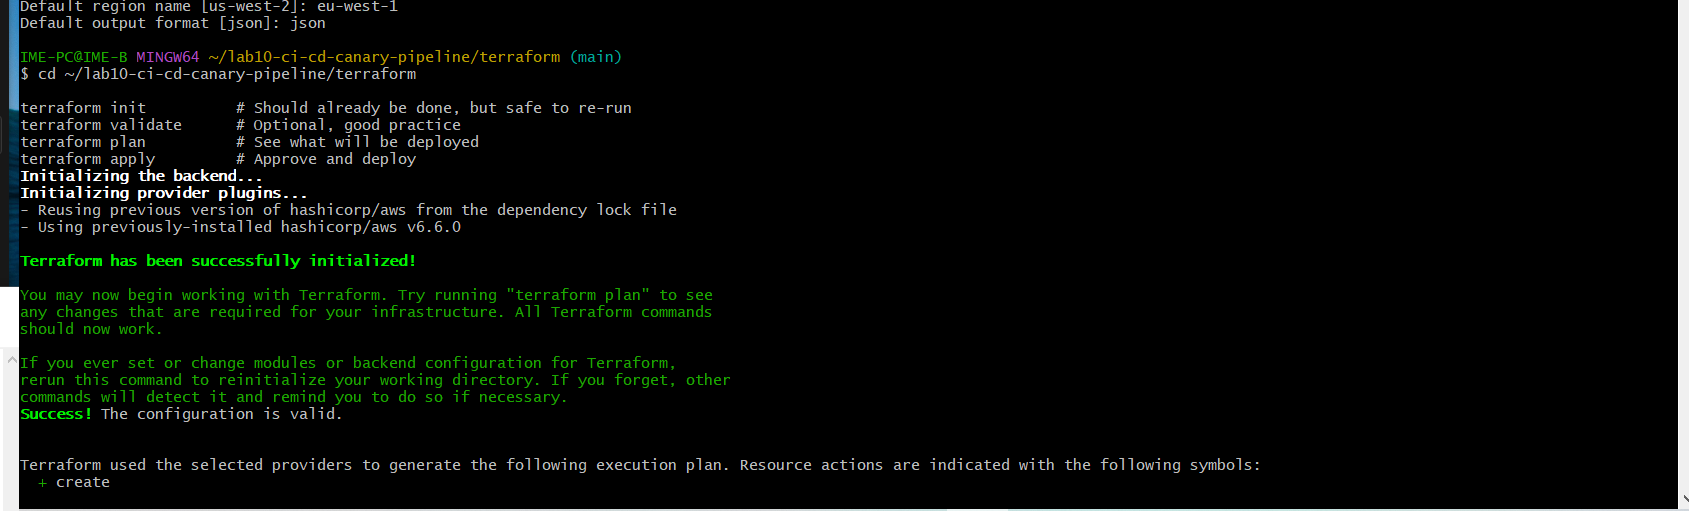 Default region name [us-west-2]: eu-west-1
Default output format [json]: json
IME-PC@IME-B MINGW64 ~/lab10-ci-cd-canary-pipeline/terraform (main)
$ cd ~/lab10-ci-cd-canary-pipeline/terraform
terraform init          # Should already be done, but safe to re-run
terraform validate      # Optional, good practice
terraform plan          # See what will be deployed
terraform apply         # Approve and deploy
Initializing the backend...
Initializing provider plugins...
- Reusing previous version of hashicorp/aws from the dependency lock file
- Using previously-installed hashicorp/aws v6.6.0
Terraform has been successfully initialized!
You may now begin working with Terraform. Try running "terraform plan" to see
any changes that are required for your infrastructure. All Terraform commands
should now work.
If you ever set or change modules or backend configuration for Terraform,
rerun this command to reinitialize your working directory. If you forget, other
commands will detect it and remind you to do so if necessary.
Success! The configuration is valid.
Terraform used the selected providers to generate the following execution plan. Resource actions are indicated with the following symbols:
  + create